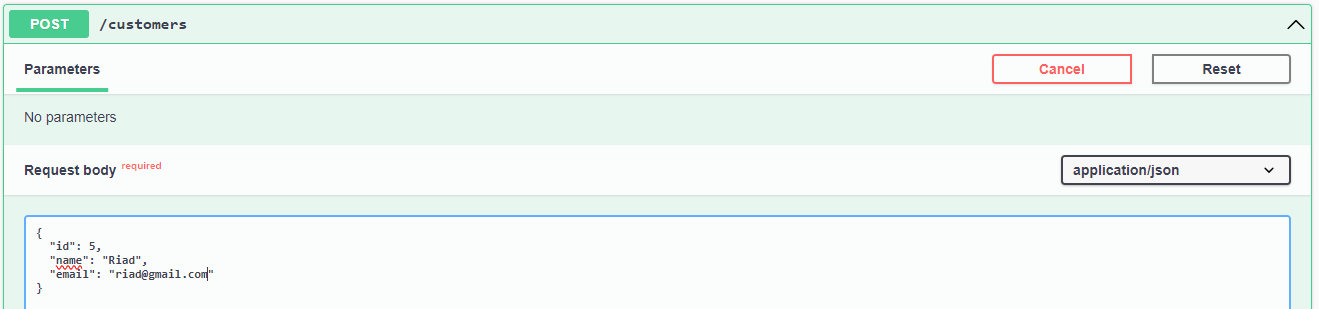 POST /customers
Parameters Cancel Reset
No parameters
Request body required application/json
{
"id": 5,
"name": "Riad",
"email": "riad@gmail.com"
}